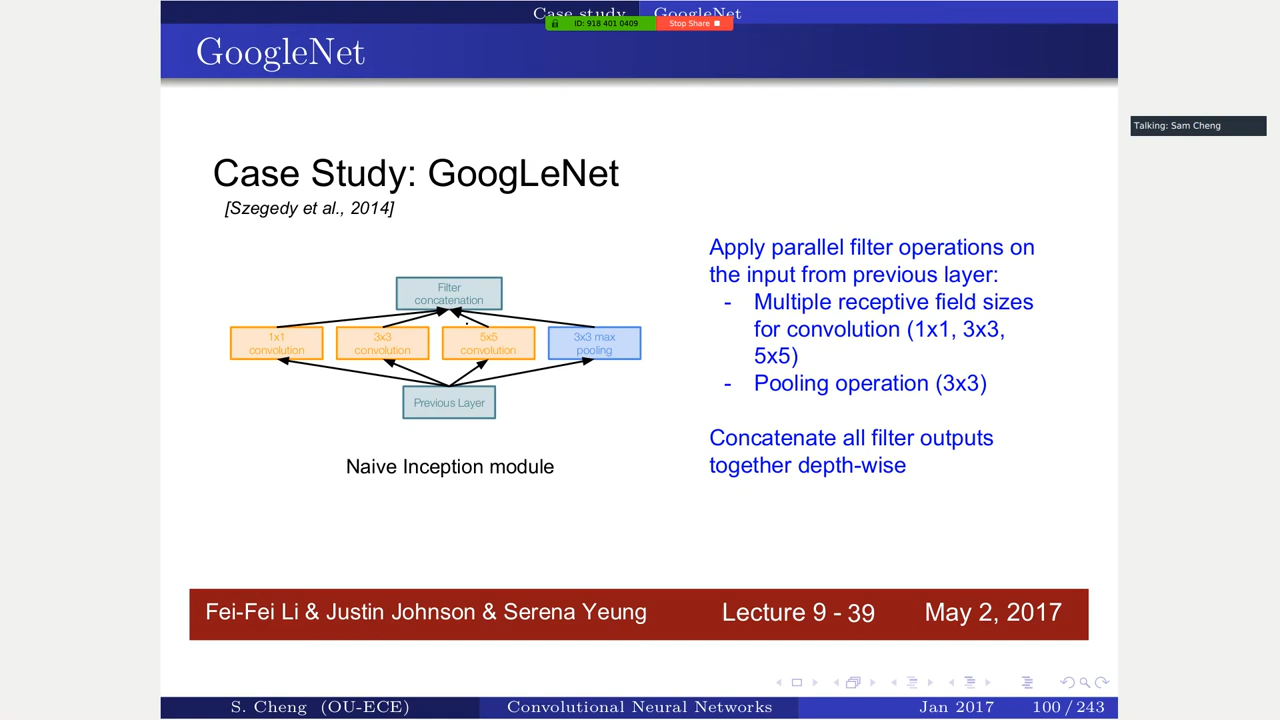 Case study GoogleNet
ID: 918 401 0409 Stop Share
GoogleNet
Talking: Sam Cheng
Case Study: GoogLeNet
[Szegedy et al., 2014]
Filter
concatenation
1x1
convolution
3x3
convolution
5x5
convolution
3x3 max
pooling
Previous Layer
Naive Inception module
Apply parallel filter operations on
the input from previous layer:
- Multiple receptive field sizes
for convolution (1x1, 3x3,
5x5)
- Pooling operation (3x3)
Concatenate all filter outputs
together depth-wise
Fei-Fei Li & Justin Johnson & Serena Yeung Lecture 9 - 39 May 2, 2017
S. Cheng (OU-ECE) Convolutional Neural Networks Jan 2017 100 / 243